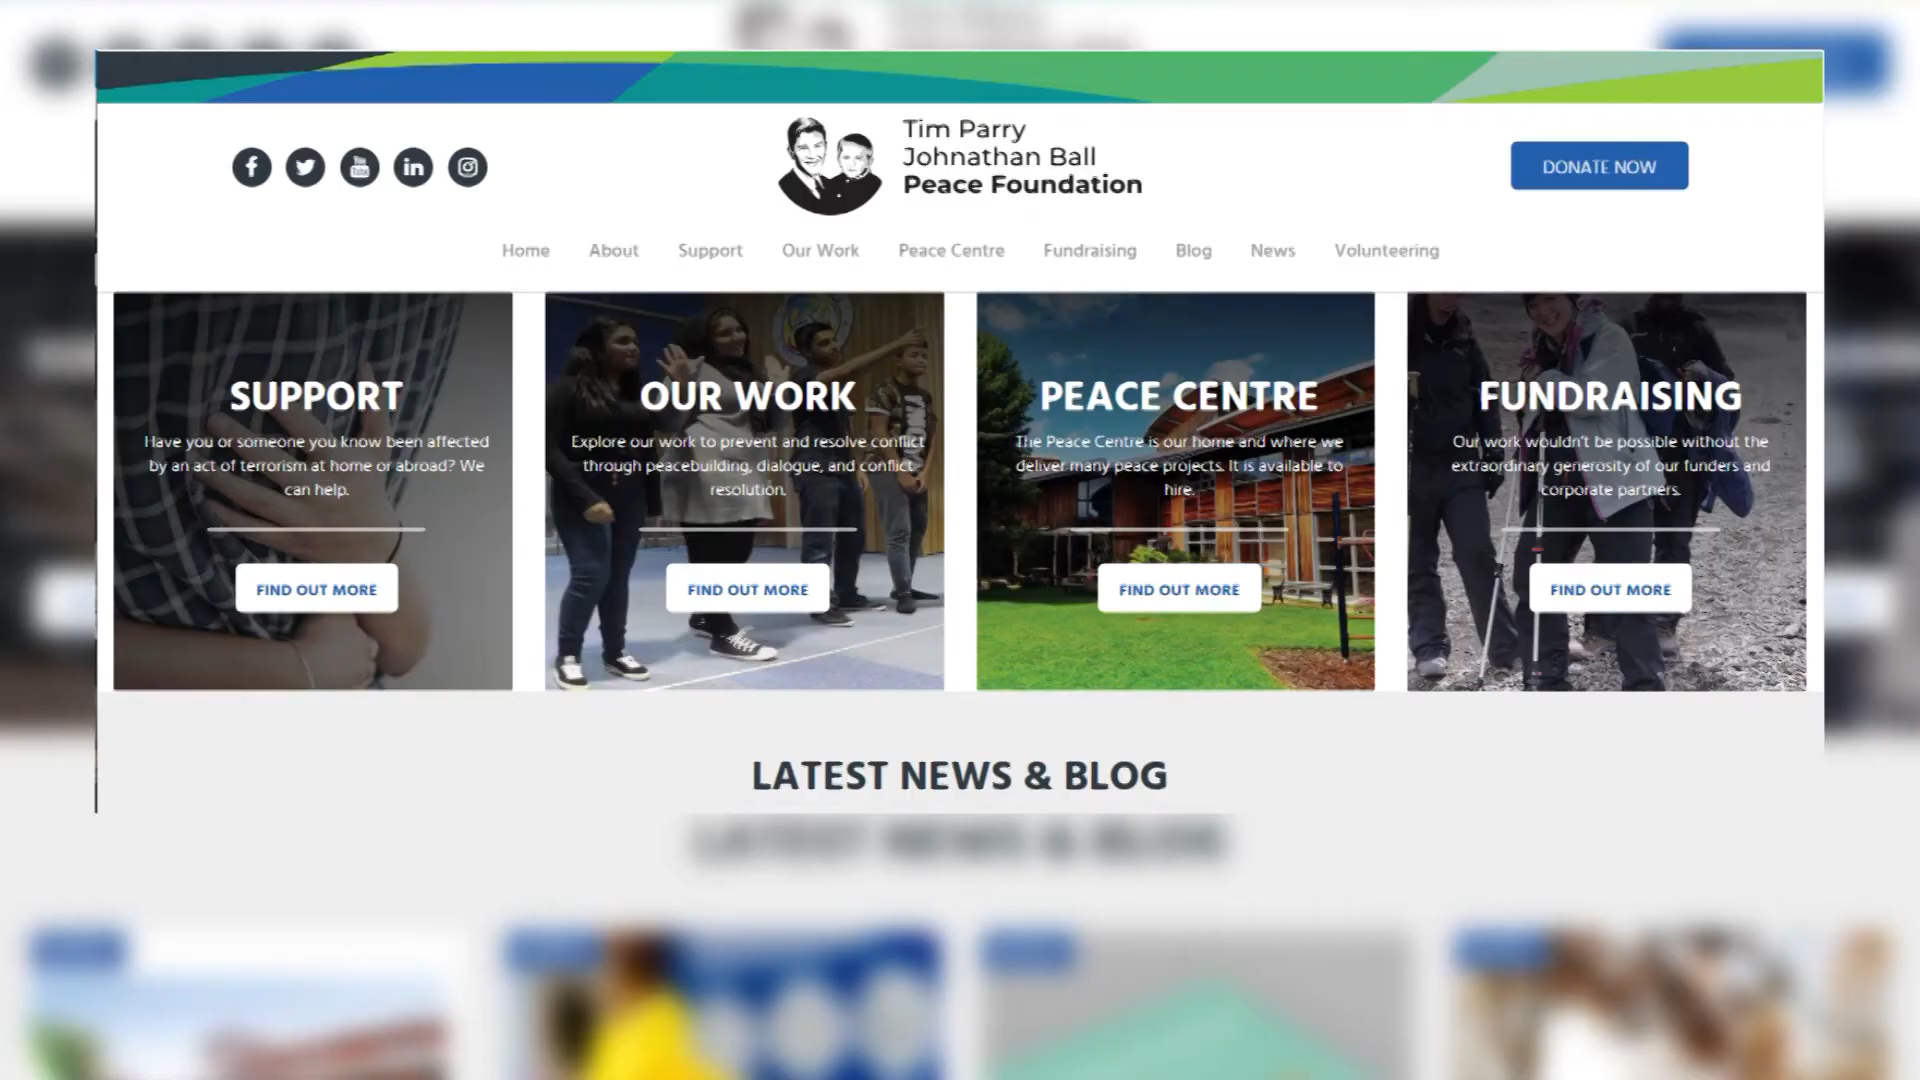 Tim Parry
Johnathan Ball
Peace Foundation
DONATE NOW
Home About Support Our Work Peace Centre Fundraising Blog News Volunteering
SUPPORT
Have you or someone you know been affected
by an act of terrorism at home or abroad? We
can help.
FIND OUT MORE
OUR WORK
Explore our work to prevent and resolve conflict
through peacebuilding, dialogue, and conflict
resolution.
FIND OUT MORE
PEACE CENTRE
The Peace Centre is our home and where we
deliver many peace projects. It is available to
hire.
FIND OUT MORE
FUNDRAISING
Our work wouldn't be possible without the
extraordinary generosity of our funders and
corporate partners.
FIND OUT MORE
LATEST NEWS & BLOG
LATEST NEWS & BLOG